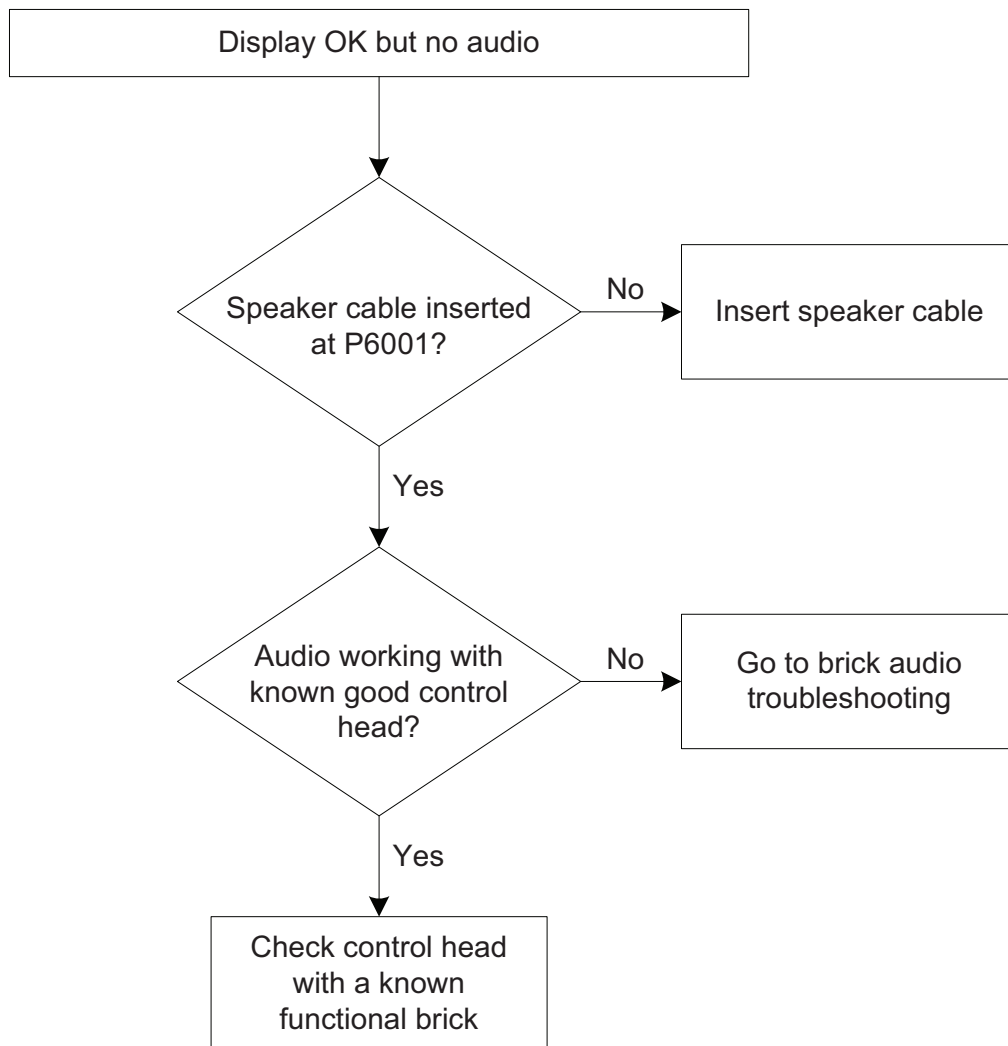 Display OK but no audio
Speaker cable inserted
at P6001?
No
Insert speaker cable
Yes
Audio working with
known good control
head?
No
Go to brick audio
troubleshooting
Yes
Check control head
with a known
functional brick